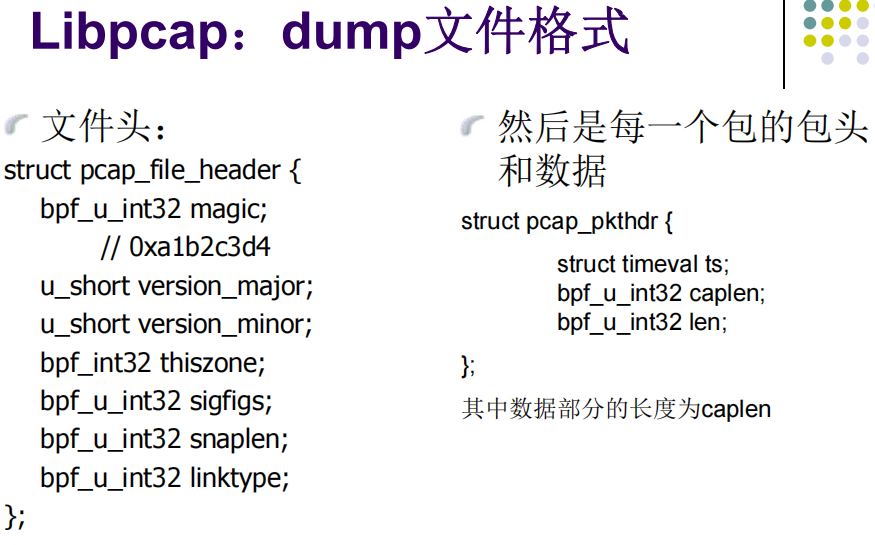 Libpcap：dump文件格式
文件头：
struct pcap_file_header {
bpf_u_int32 magic;
// 0xa1b2c3d4
u_short version_major;
u_short version_minor;
bpf_int32 thiszone;
bpf_u_int32 sigfigs;
bpf_u_int32 snaplen;
bpf_u_int32 linktype;
};
然后是每一个包的包头
和数据
struct pcap_pkthdr {
struct timeval ts;
bpf_u_int32 caplen;
bpf_u_int32 len;
};
其中数据部分的长度为caplen